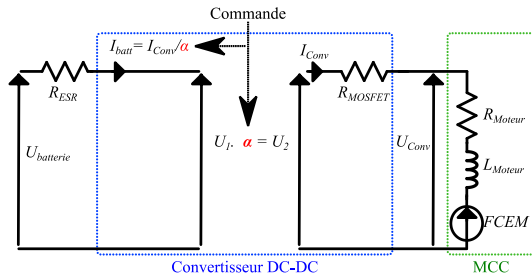 Commande
I_batt = I_Conv/α
I_Conv
R_ESR
R_MOSFET
R_Moteur
U_batterie
U_1. α = U_2
U_Conv
L_Moteur
FCEM
Convertisseur DC-DC
MCC